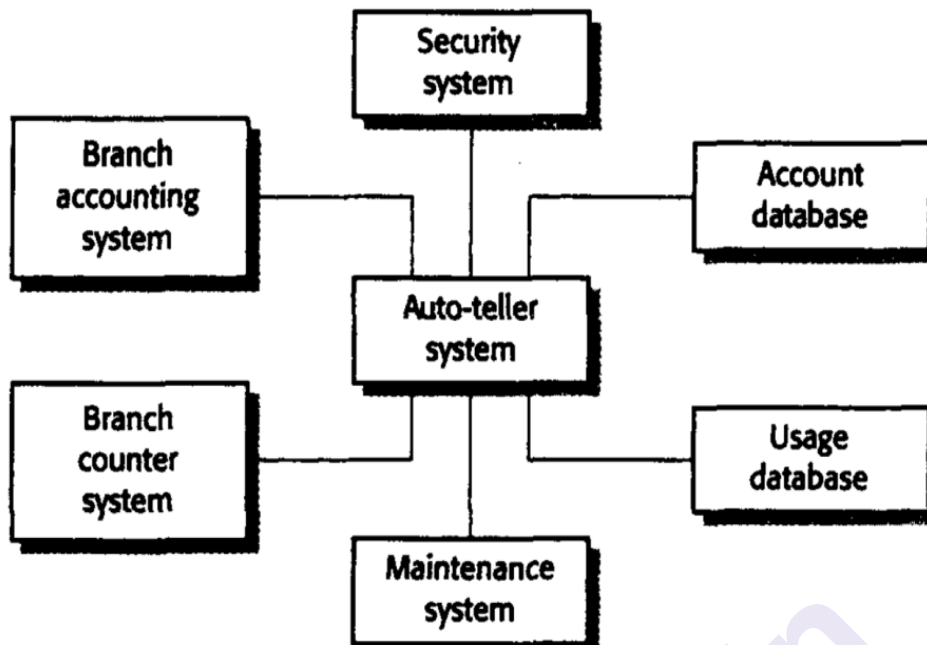 Security
system
Branch
accounting
system
Account
database
Auto-teller
system
Branch
counter
system
Usage
database
Maintenance
system